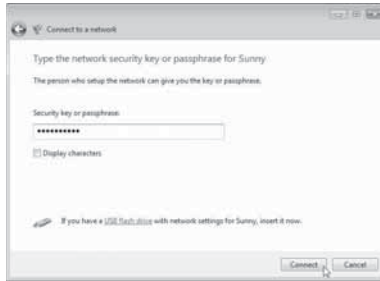 Connect to a network
Type the network security key or passphrase for Sunny
The person who setup the network can give you the key or passphrase.
Security key or passphrase:
••••••••••
Display characters
If you have a USB flash drive with network settings for Sunny, insert it now.
Connect Cancel